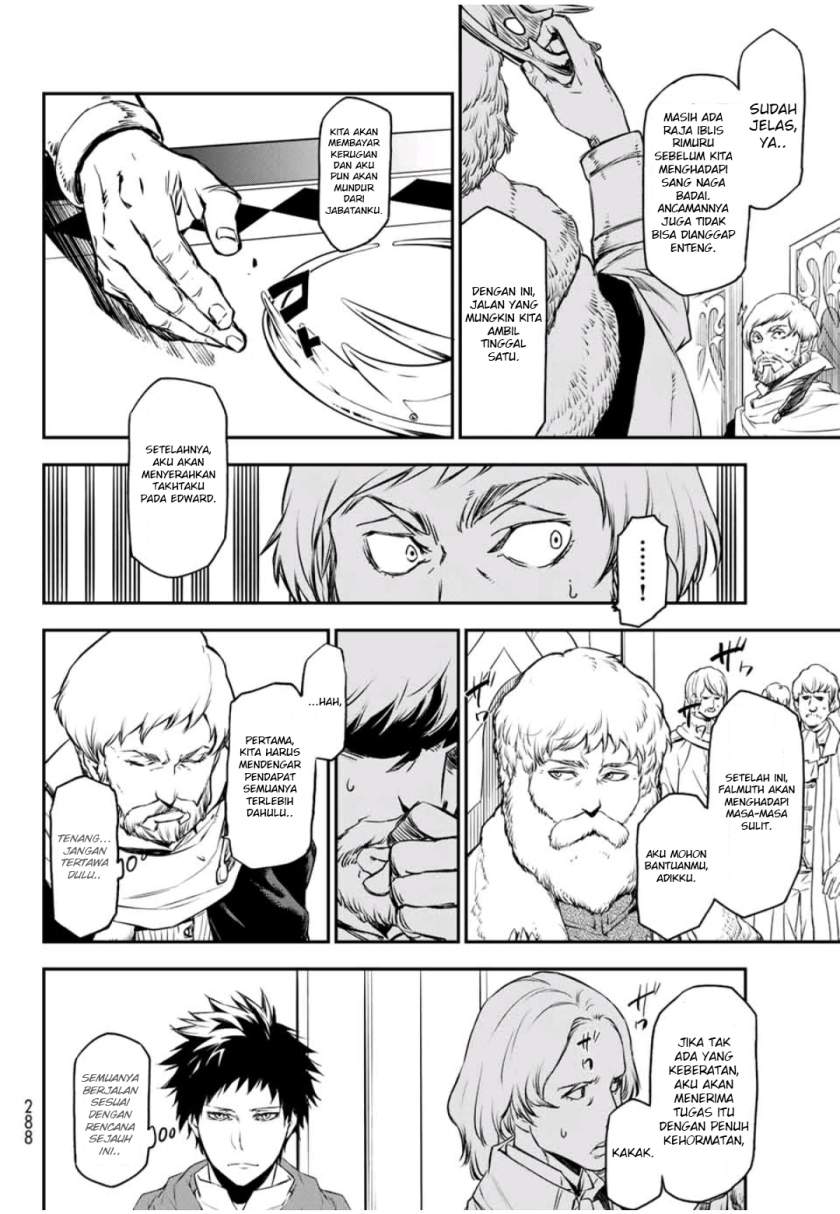 SUDAH
JELAS,
YA..
MASIH ADA
RAJA IBLIS
RIMURU
SEBELUM KITA
MENGHADAPI
SANG NAGA
BADAI.
ANCAMANNYA
JUGA TIDAK
BISA DIANGGAP
ENTENG.
DENGAN INI,
JALAN YANG
MUNGKIN KITA
AMBIL
TINGGAL
SATU.
KITA AKAN
MEMBAYAR
KERUGIAN
DAN AKU
PUN AKAN
MUNDUR
DARI
JABATANKU.
SETELAHNYA,
AKU AKAN
MENYERAHKAN
TAKHTAKU
PADA EDWARD.
......!
SETELAH INI,
FALMUTH AKAN
MENGHADAPI
MASA-MASA
SULIT.
AKU MOHON
BANTUANMU,
ADIKKU.
...HAH,
PERTAMA,
KITA HARUS
MENDENGAR
PENDAPAT
SEMUANYA
TERLEBIH
DAHULU..
TENANG...
JANGAN
TERTAWA
DULU..
JIKA TAK
ADA YANG
KEBERATAN,
AKU AKAN
MENERIMA
TUGAS ITU
DENGAN PENUH
KEHORMATAN,
KAKAK.
SEMUANYA
BERJALAN
SESUAI
DENGAN
RENCANA
SEJAUH
INI..
288